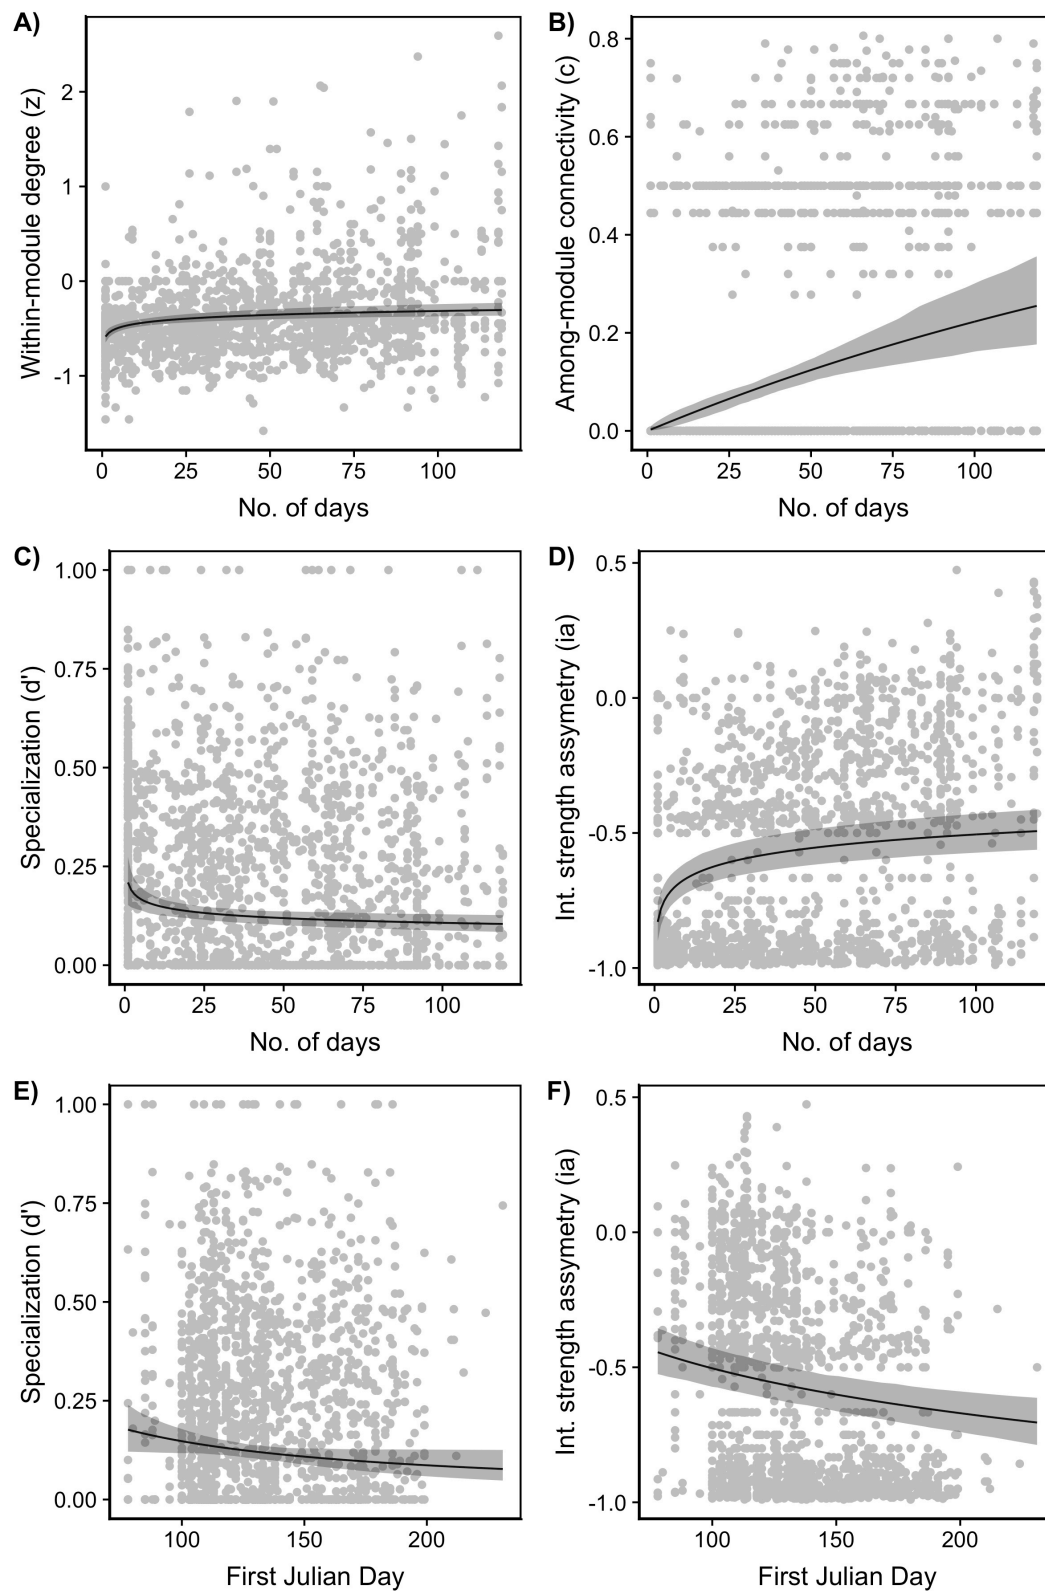 A)
Within-module degree (z)
2
1
0
-1
0 25 50 75 100
No. of days
B)
Among-module connectivity (c)
0.8
0.6
0.4
0.2
0.0
0 25 50 75 100
No. of days
C)
Specialization (d')
1.00
0.75
0.50
0.25
0.00
0 25 50 75 100
No. of days
D)
Int. strength assymetry (ia)
0.5
0.0
-0.5
-1.0
0 25 50 75 100
No. of days
E)
Specialization (d')
1.00
0.75
0.50
0.25
0.00
100 150 200
First Julian Day
F)
Int. strength assymetry (ia)
0.5
0.0
-0.5
-1.0
100 150 200
First Julian Day